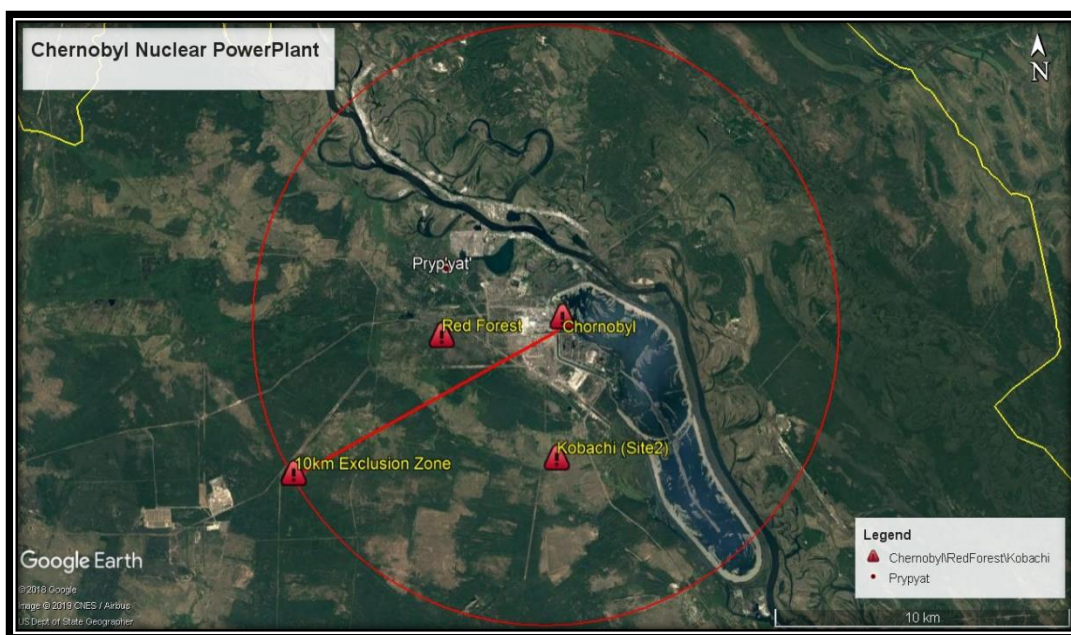 Chernobyl Nuclear PowerPlant
N
Pryp'yat'
Red Forest
Chornobyl
Kobachi (Site2)
10km Exclusion Zone
Legend
Chernobyl\RedForest\Kobachi
Prypyat
Google Earth
©2018 Google
Image © 2019 CNES / Airbus
US Dept of State Geographer
10 km